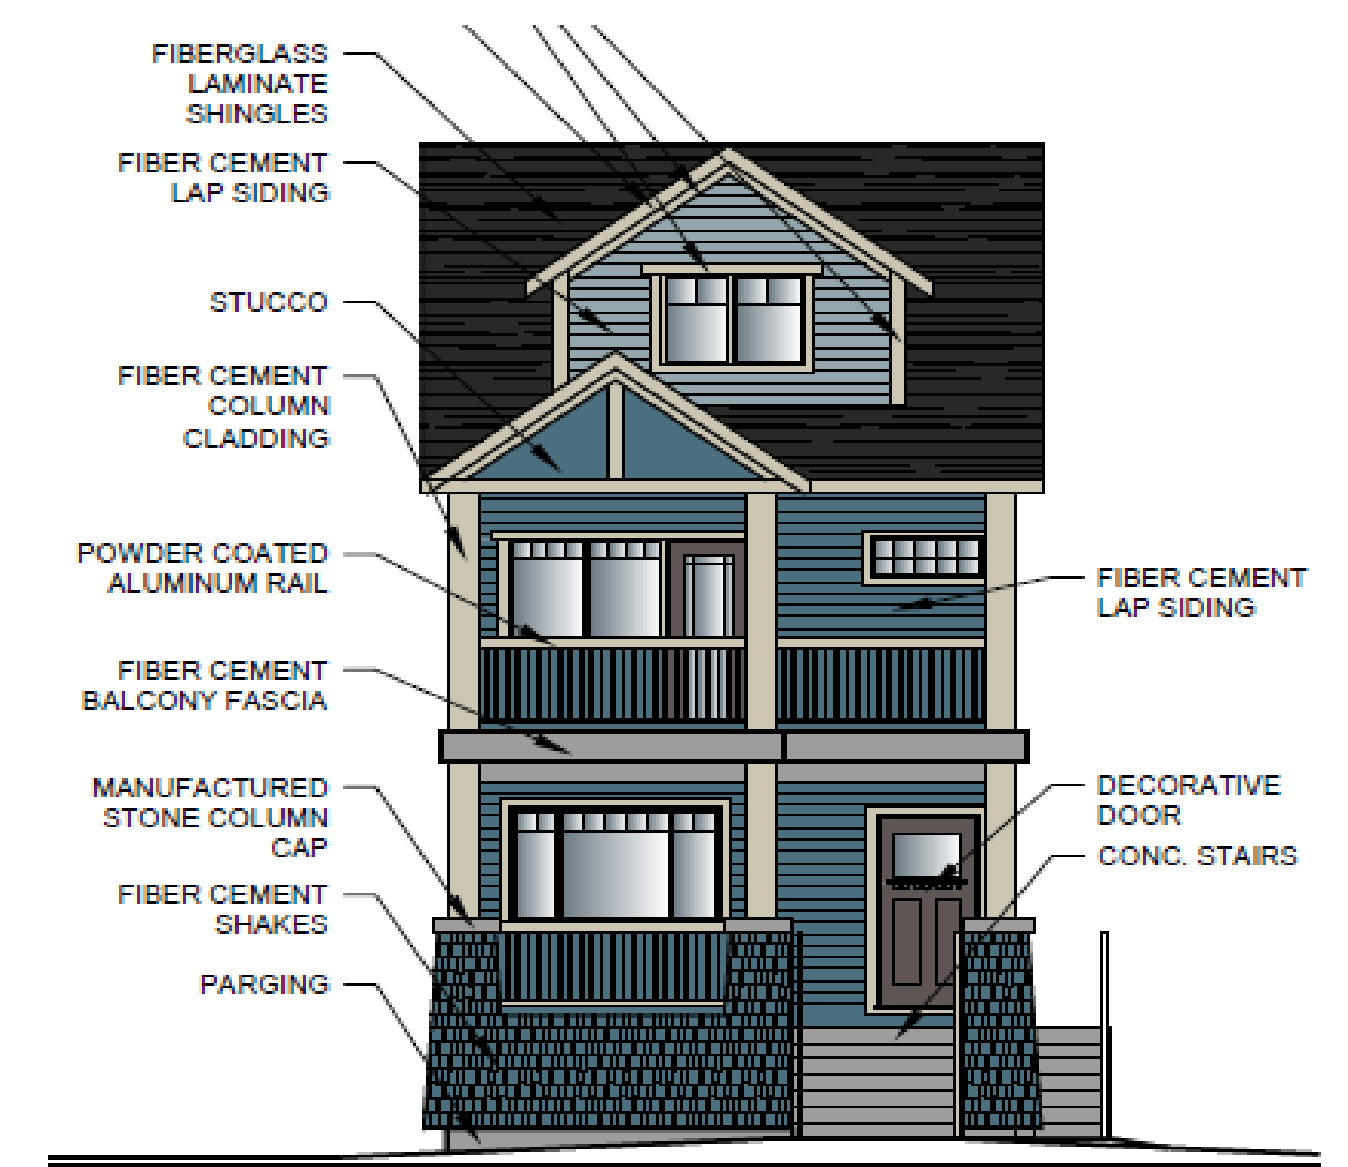 FIBERGLASS
LAMINATE
SHINGLES
FIBER CEMENT
LAP SIDING
STUCCO
FIBER CEMENT
COLUMN
CLADDING
POWDER COATED
ALUMINUM RAIL
FIBER CEMENT
BALCONY FASCIA
MANUFACTURED
STONE COLUMN
CAP
FIBER CEMENT
SHAKES
PARGING
FIBER CEMENT
LAP SIDING
DECORATIVE
DOOR
CONC. STAIRS